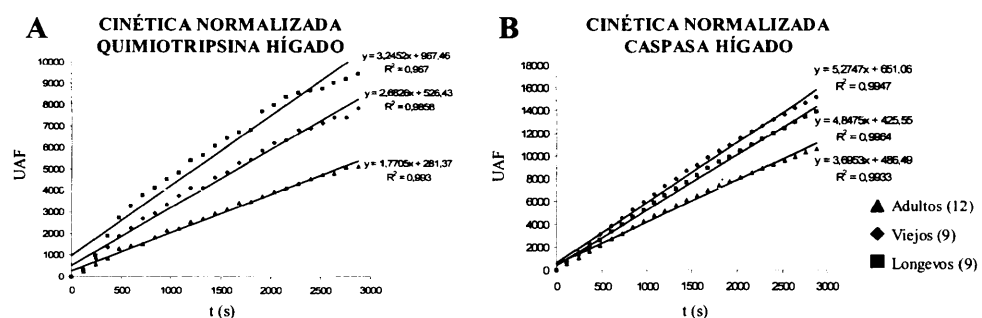 A
CINÉTICA NORMALIZADA
QUIMIOTRIPSINA HÍGADO
UAF
10000
9000
8000
7000
6000
5000
4000
3000
2000
1000
0
0
500
1000
1500
2000
2500
3000
t (s)
y = 3,2452x + 967,46
R² = 0,967
y = 2,6826x + 526,43
R² = 0,9858
y = 1,7705x + 281,37
R² = 0,993
B
CINÉTICA NORMALIZADA
CASPASA HÍGADO
UAF
18000
16000
14000
12000
10000
8000
6000
4000
2000
0
0
500
1000
1500
2000
2500
3000
t (s)
y = 5,2747x + 651,06
R² = 0,9947
y = 4,8475x + 425,55
R² = 0,9964
y = 3,6953x + 486,49
R² = 0,9933
Adultos (12)
Viejos (9)
Longevos (9)